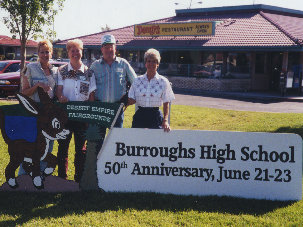 Denny's
RESTAURANT
DESERT EMPIRE
FAIRGROUNDS
Burroughs High School
50th Anniversary, June 21-23